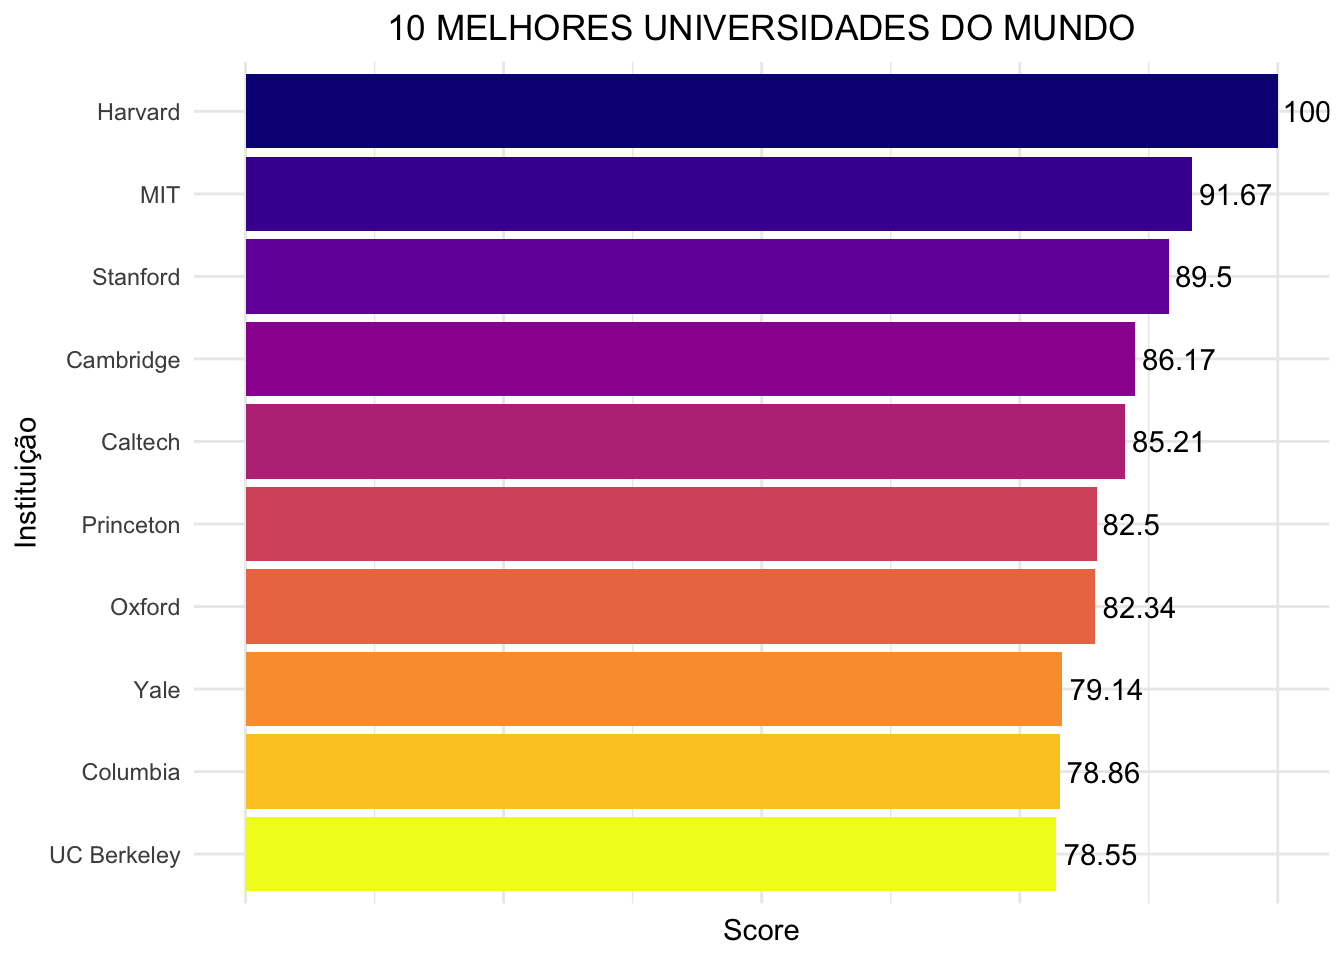 10 MELHORES UNIVERSIDADES DO MUNDO
Harvard 100
MIT 91.67
Stanford 89.5
Cambridge 86.17
Caltech 85.21
Princeton 82.5
Oxford 82.34
Yale 79.14
Columbia 78.86
UC Berkeley 78.55
Instituição
Score